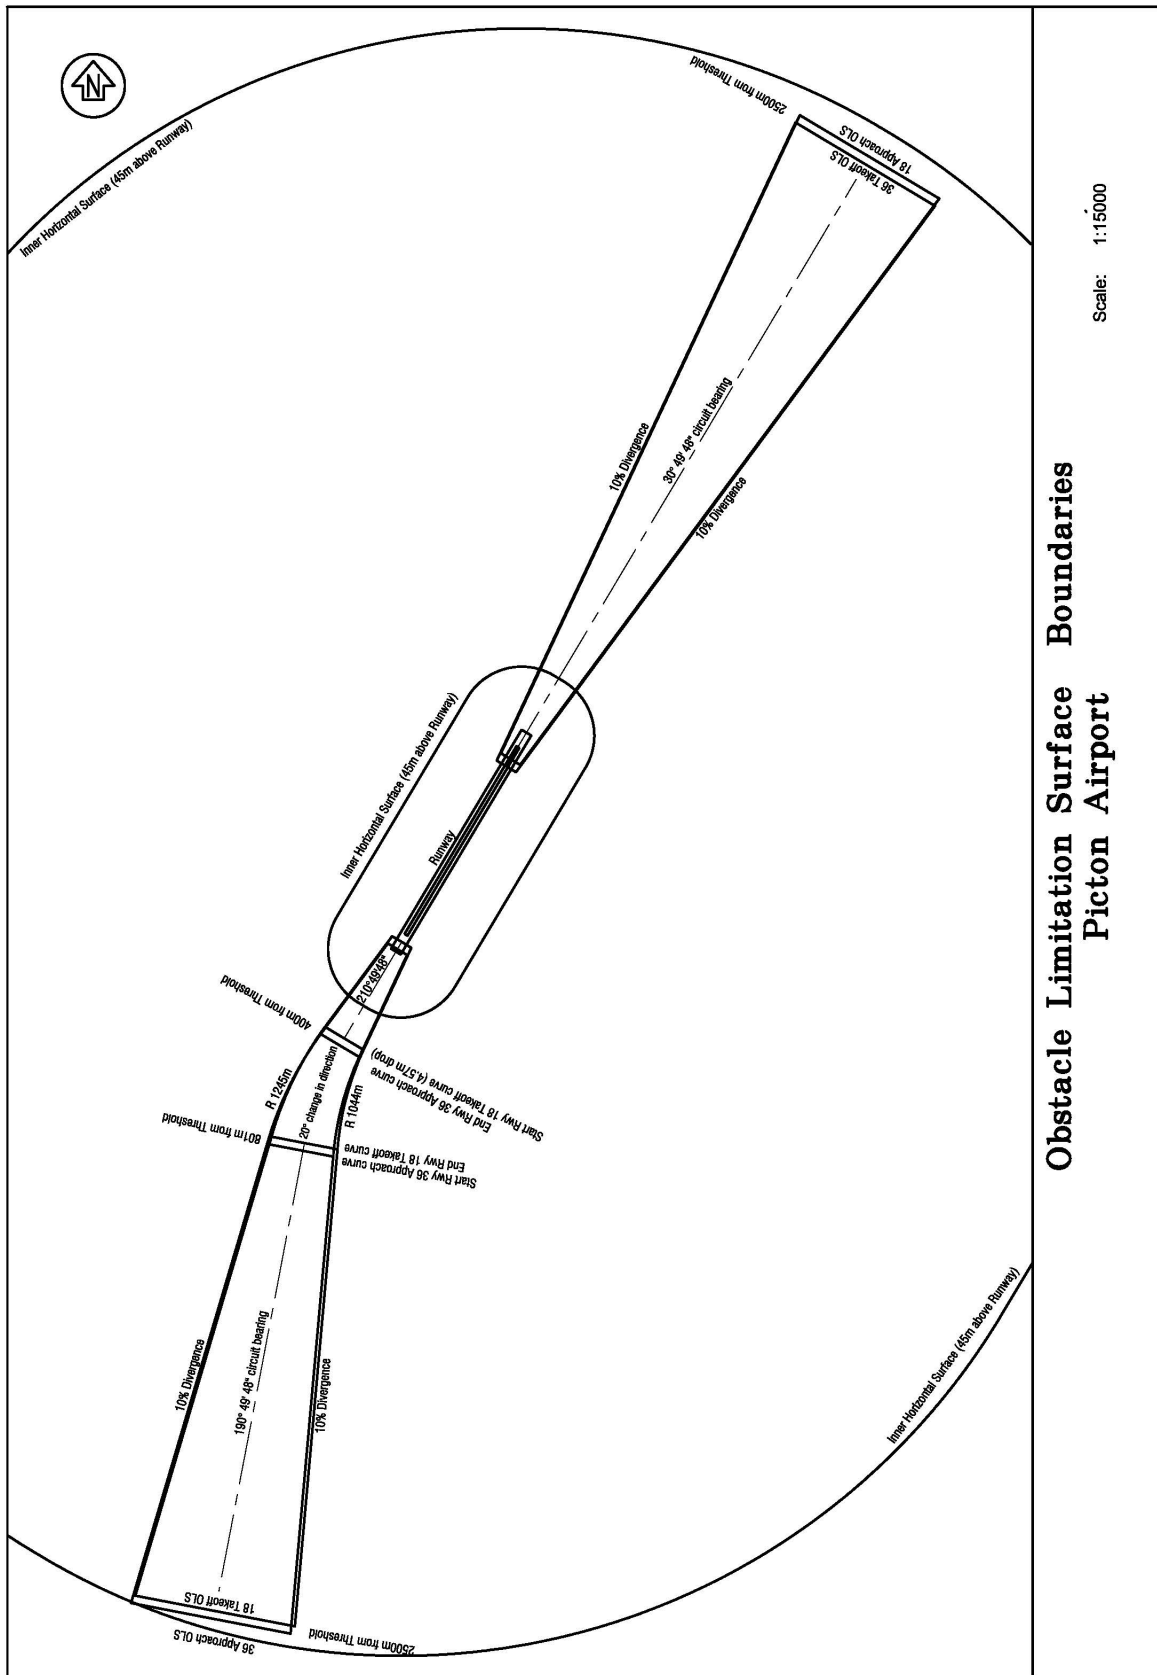 N
Inner Horizontal Surface (45m above Runway)
2500m from Threshold
18 Approach OLS
36 Takeoff OLS
10% Divergence
30° 49' 48" circuit bearing
10% Divergence
Inner Horizontal Surface (45m above Runway)
Runway
210°49'48"
400m from Threshold
Start Rwy 18 Takeoff curve (4.57m drop)
End Rwy 36 Approach curve
R 1245m
20° change in direction
R 1044m
801m from Threshold
End Rwy 18 Takeoff curve
Start Rwy 36 Approach curve
10% Divergence
190° 49' 48" circuit bearing
10% Divergence
18 Takeoff OLS
36 Approach OLS
2500m from Threshold
Inner Horizontal Surface (45m above Runway)
Obstacle Limitation Surface Boundaries
Picton Airport
Scale: 1:15000